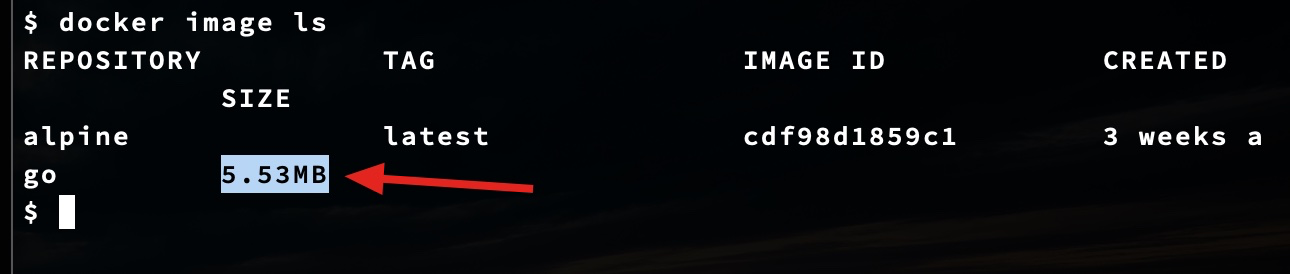 $ docker image ls
REPOSITORY TAG IMAGE ID CREATED
SIZE
alpine latest cdf98d1859c1 3 weeks a
go 5.53MB
$